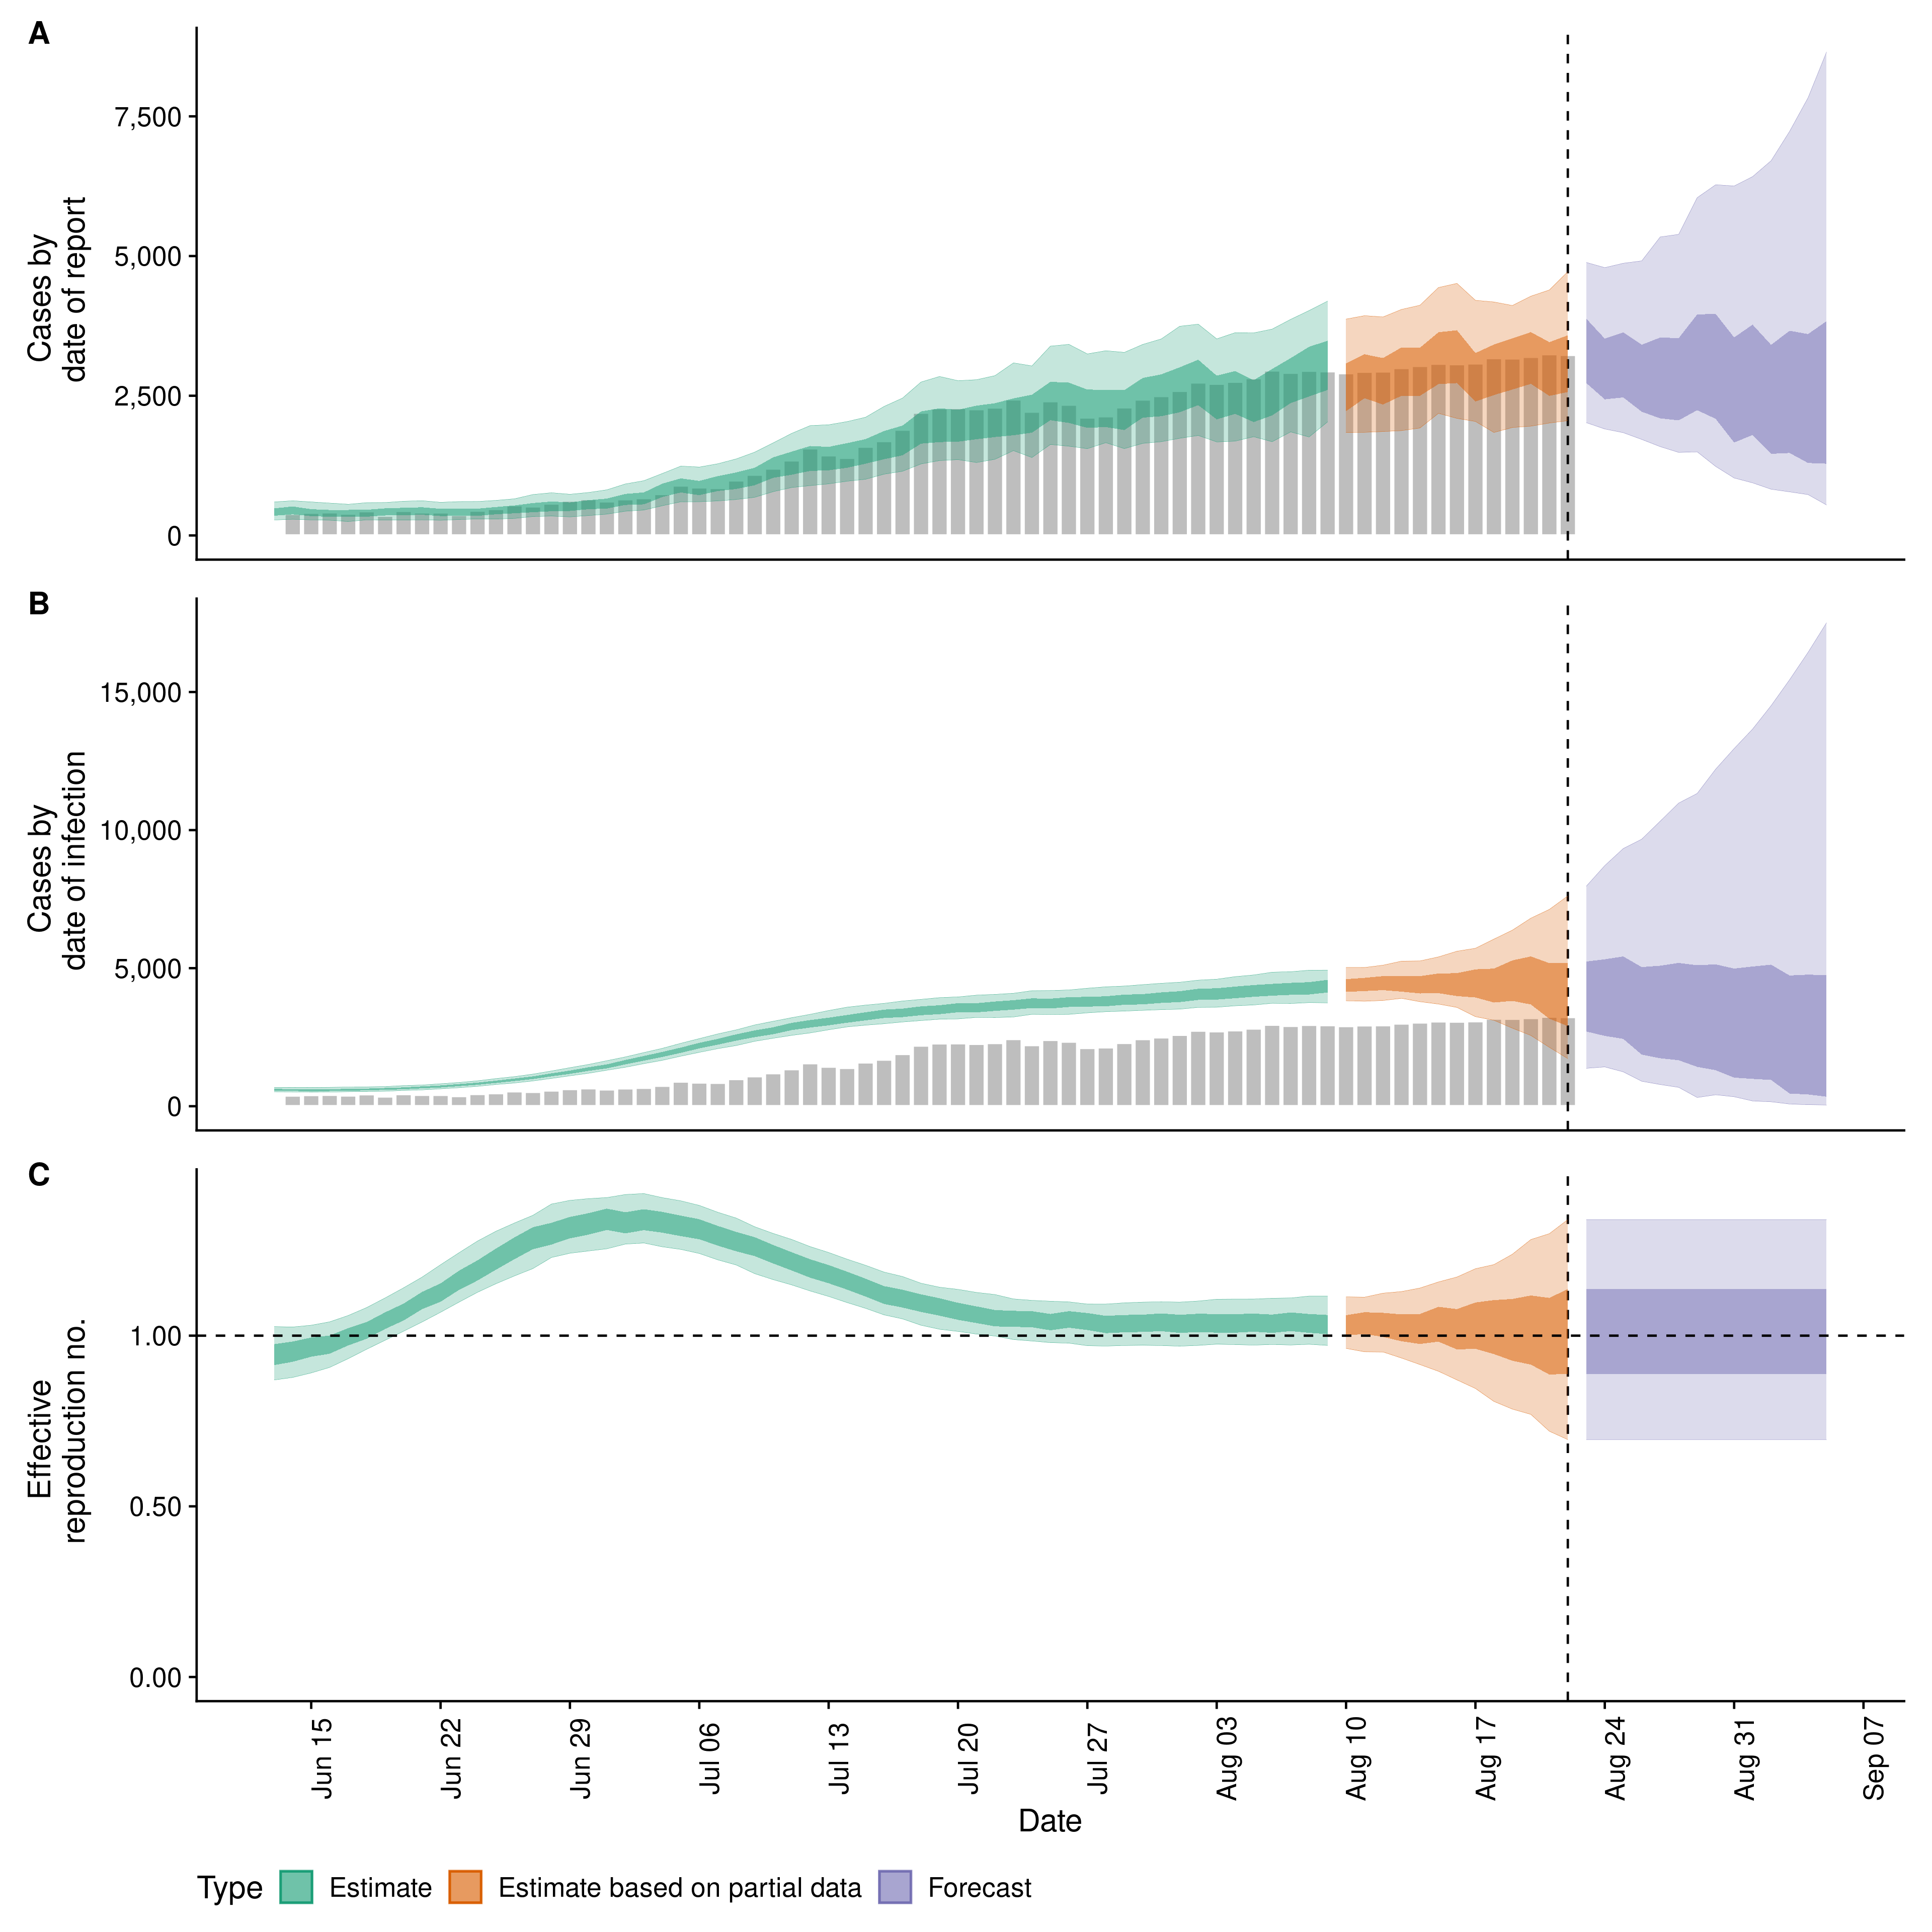 A
Cases by
date of report
7,500
5,000
2,500
0
B
Cases by
date of infection
15,000
10,000
5,000
0
C
Effective
reproduction no.
1.00
0.50
0.00
Jun 15
Jun 22
Jun 29
Jul 06
Jul 13
Jul 20
Jul 27
Aug 03
Aug 10
Aug 17
Aug 24
Aug 31
Sep 07
Date
Type Estimate Estimate based on partial data Forecast